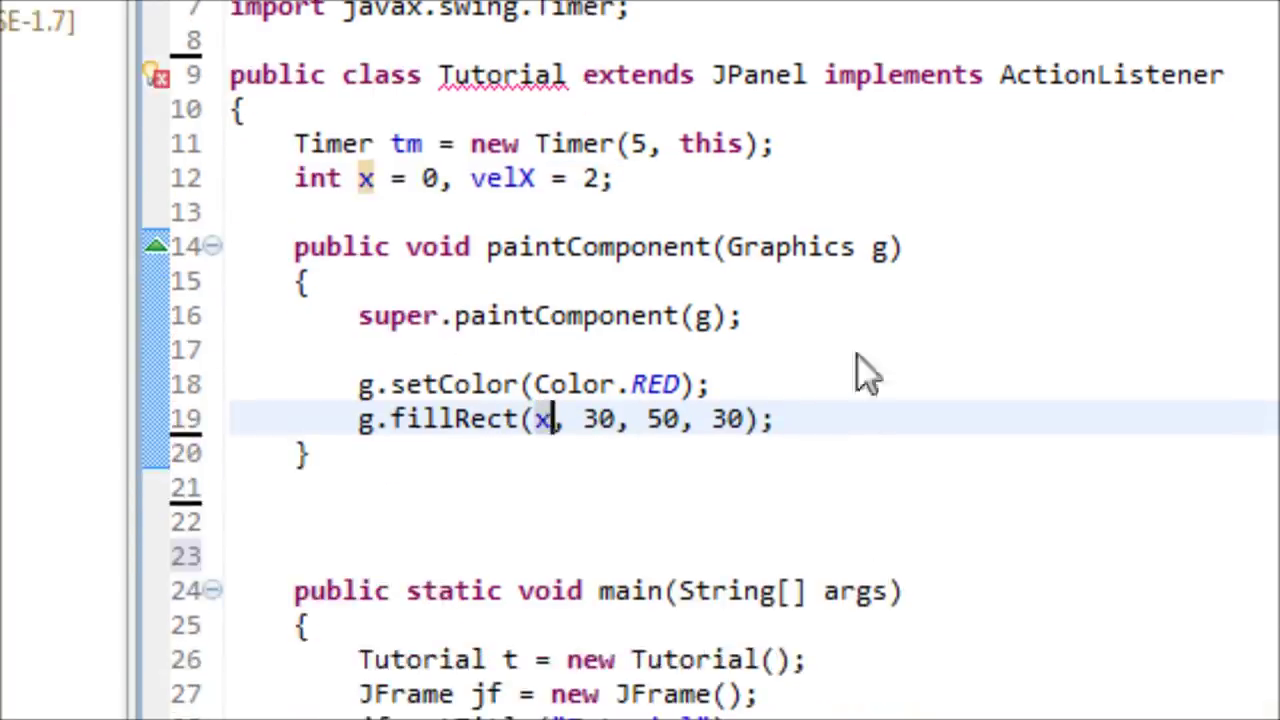 SE-1.7]
7 import javax.swing.Timer;
8
9 public class Tutorial extends JPanel implements ActionListener
10 {
11 Timer tm = new Timer(5, this);
12 int x = 0, velX = 2;
13
14 public void paintComponent(Graphics g)
15 {
16 super.paintComponent(g);
17
18 g.setColor(Color.RED);
19 g.fillRect(x, 30, 50, 30);
20 }
21
22
23
24 public static void main(String[] args)
25 {
26 Tutorial t = new Tutorial();
27 JFrame jf = new JFrame();